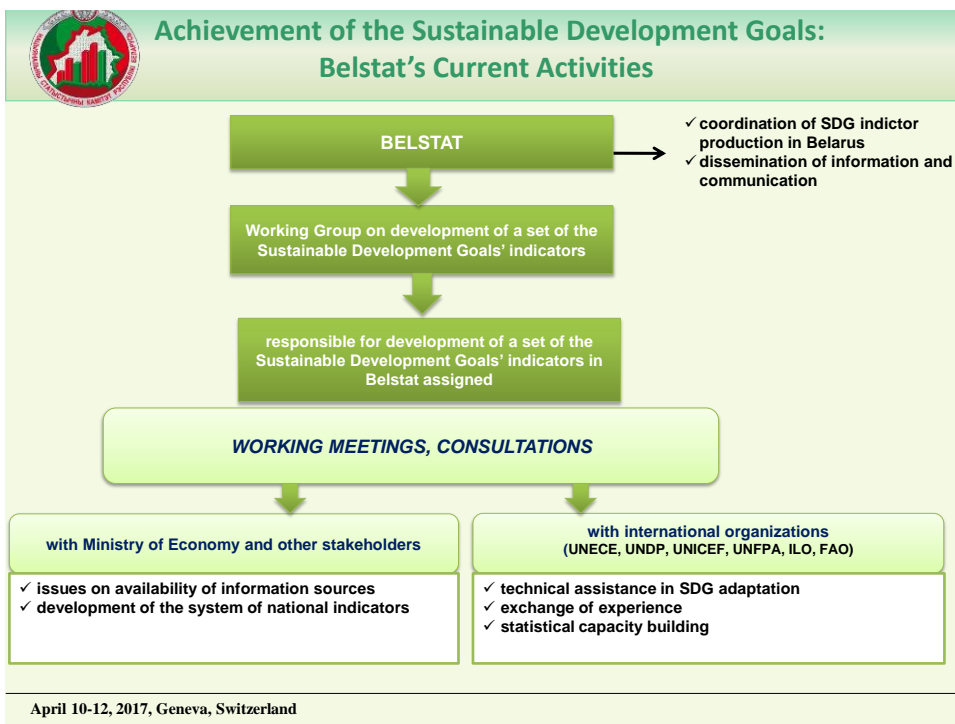 НАЦЫЯНАЛЬНЫ СТАТЫСТЫЧНЫ КАМІТЭТ РЭСПУБЛІКІ БЕЛАРУСЬ
Achievement of the Sustainable Development Goals:
Belstat's Current Activities
BELSTAT
✓ coordination of SDG indictor
production in Belarus
✓ dissemination of information and
communication
Working Group on development of a set of the
Sustainable Development Goals' indicators
responsible for development of a set of the
Sustainable Development Goals' indicators in
Belstat assigned
WORKING MEETINGS, CONSULTATIONS
with Ministry of Economy and other stakeholders
✓ issues on availability of information sources
✓ development of the system of national indicators
with international organizations
(UNECE, UNDP, UNICEF, UNFPA, ILO, FAO)
✓ technical assistance in SDG adaptation
✓ exchange of experience
✓ statistical capacity building
April 10-12, 2017, Geneva, Switzerland